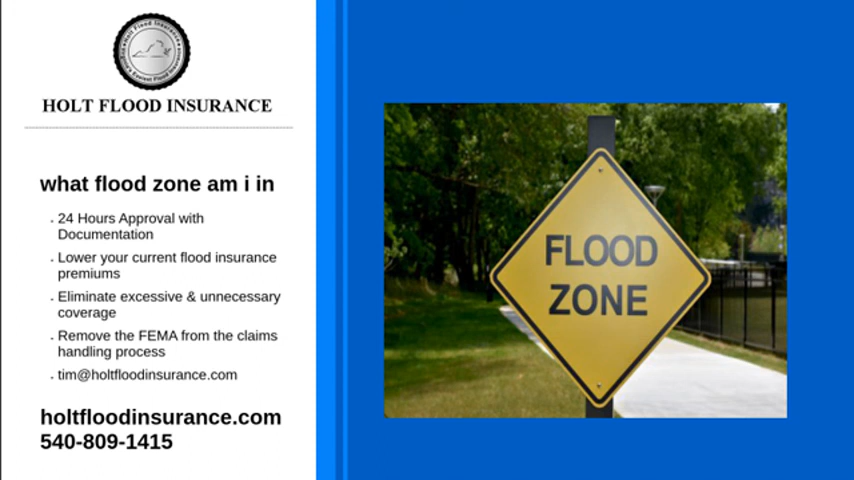 HOLT FLOOD INSURANCE
what flood zone am i in
24 Hours Approval with
Documentation
Lower your current flood insurance
premiums
Eliminate excessive & unnecessary
coverage
Remove the FEMA from the claims
handling process
tim@holtfloodinsurance.com
holtfloodinsurance.com
540-809-1415
FLOOD
ZONE